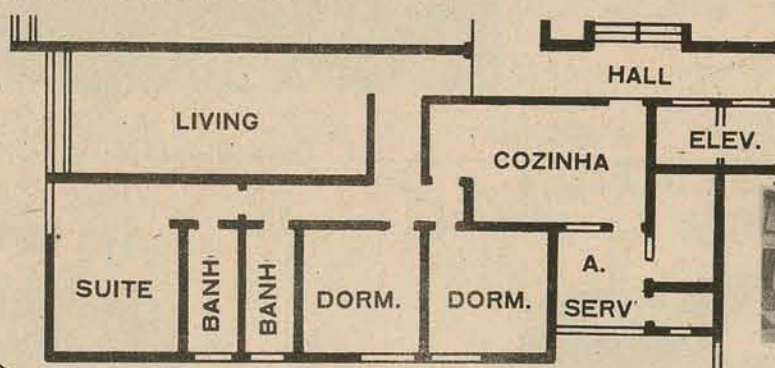 HALL
LIVING
ELEV.
COZINHA
A.
SERV
SUITE
BANH
BANH
DORM.
DORM.